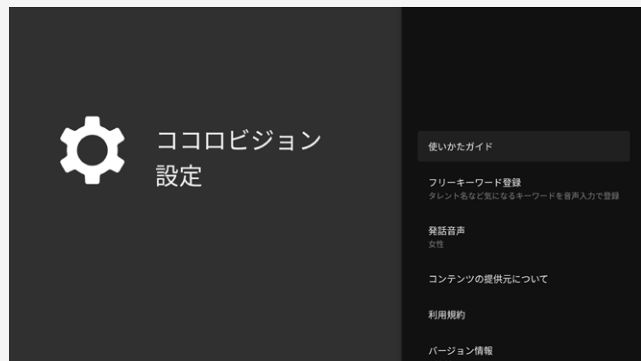 ココロビジョン
設定
使いかたガイド
フリーキーワード登録
タレント名など気になるキーワードを音声入力で登録
発話音声
女性
コンテンツの提供元について
利用規約
バージョン情報